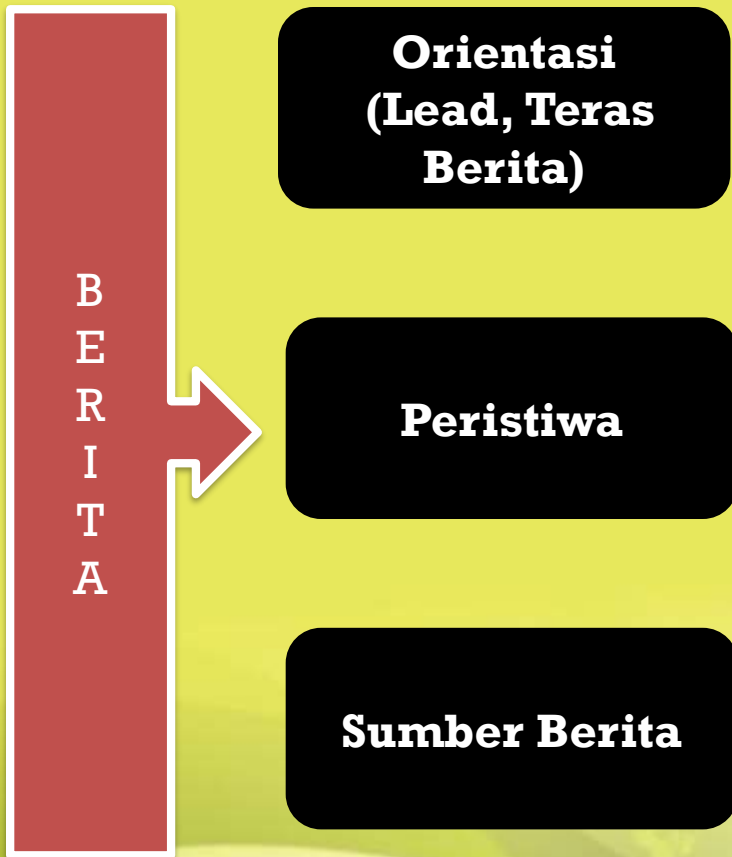 B
E
R
I
T
A
Orientasi
(Lead, Teras
Berita)
Peristiwa
Sumber Berita